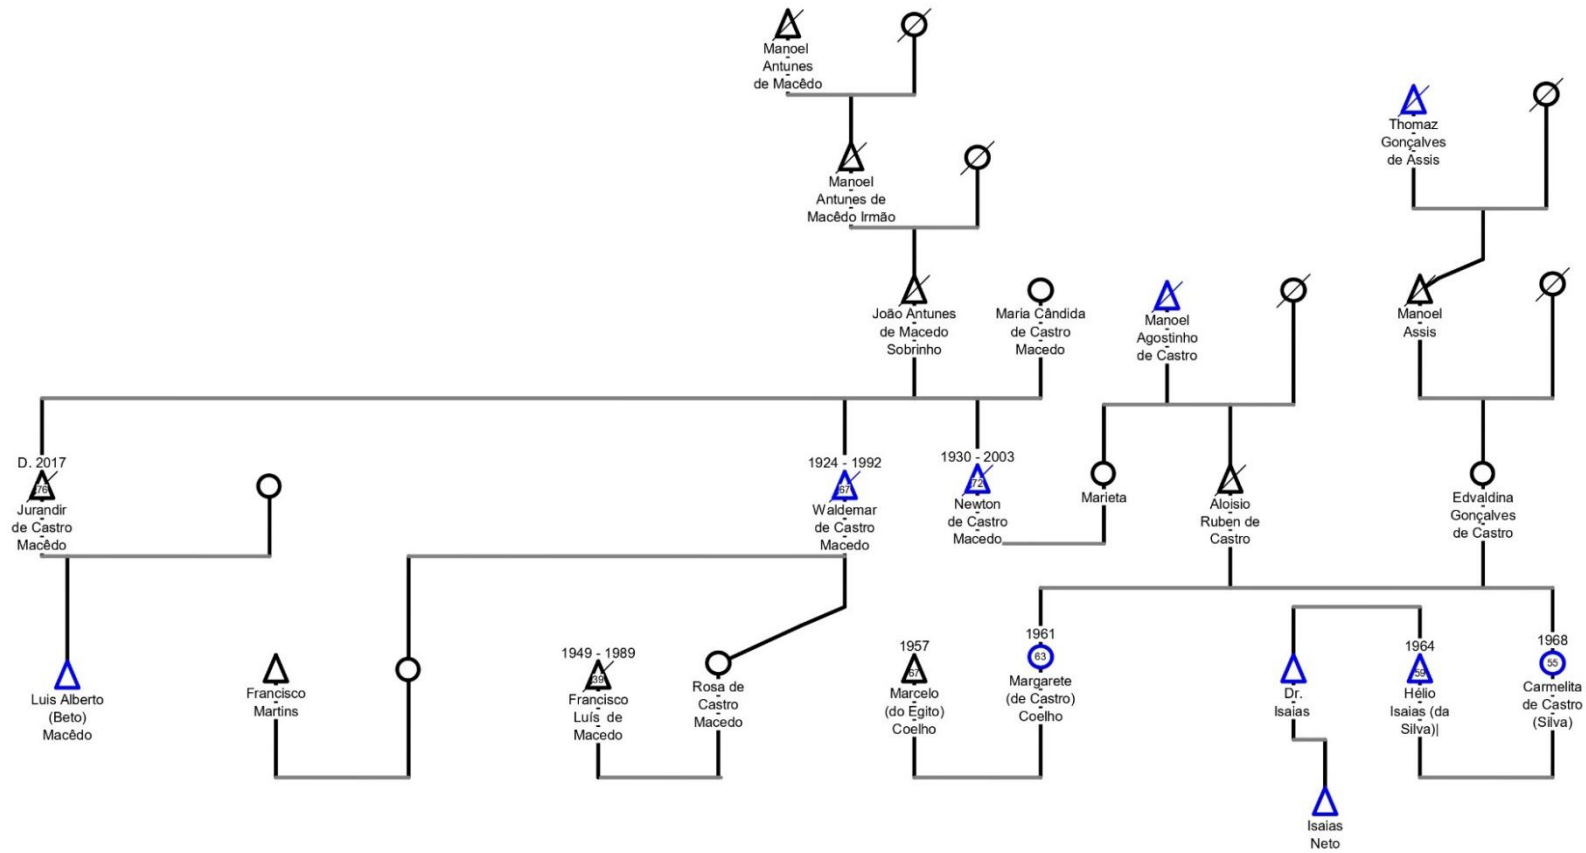 Manoel
Antunes
de Macêdo
Thomaz
Gonçalves
de Assis
Manoel
Antunes de
Macêdo Irmão
João Antunes
de Macedo
Sobrinho
Maria Cândida
de Castro
Macedo
Manoel
Agostinho
de Castro
Manoel
Assis
D. 2017
76
Jurandir
de Castro
Macêdo
1924 - 1992
67
Waldemar
de Castro
Macedo
1930 - 2003
72
Newton
de Castro
Macedo
Marieta
Aloisio
Ruben de
Castro
Edvaldina
Gonçalves
de Castro
Luis Alberto
(Beto)
Macêdo
Francisco
Martins
1949 - 1989
39
Francisco
Luís de
Macedo
Rosa de
Castro
Macedo
1957
67
Marcelo
(do Egito)
Coelho
1961
63
Margarete
(de Castro)
Coelho
Dr.
Isaias
1964
59
Hélio
Isaias (da
Silva)|
1968
55
Carmelita
de Castro
(Silva)
Isaias
Neto